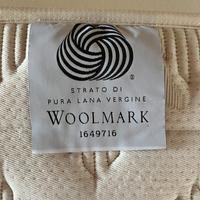 ®
STRATO DI
PURA LANA VERGINE
WOOLMARK
1649716